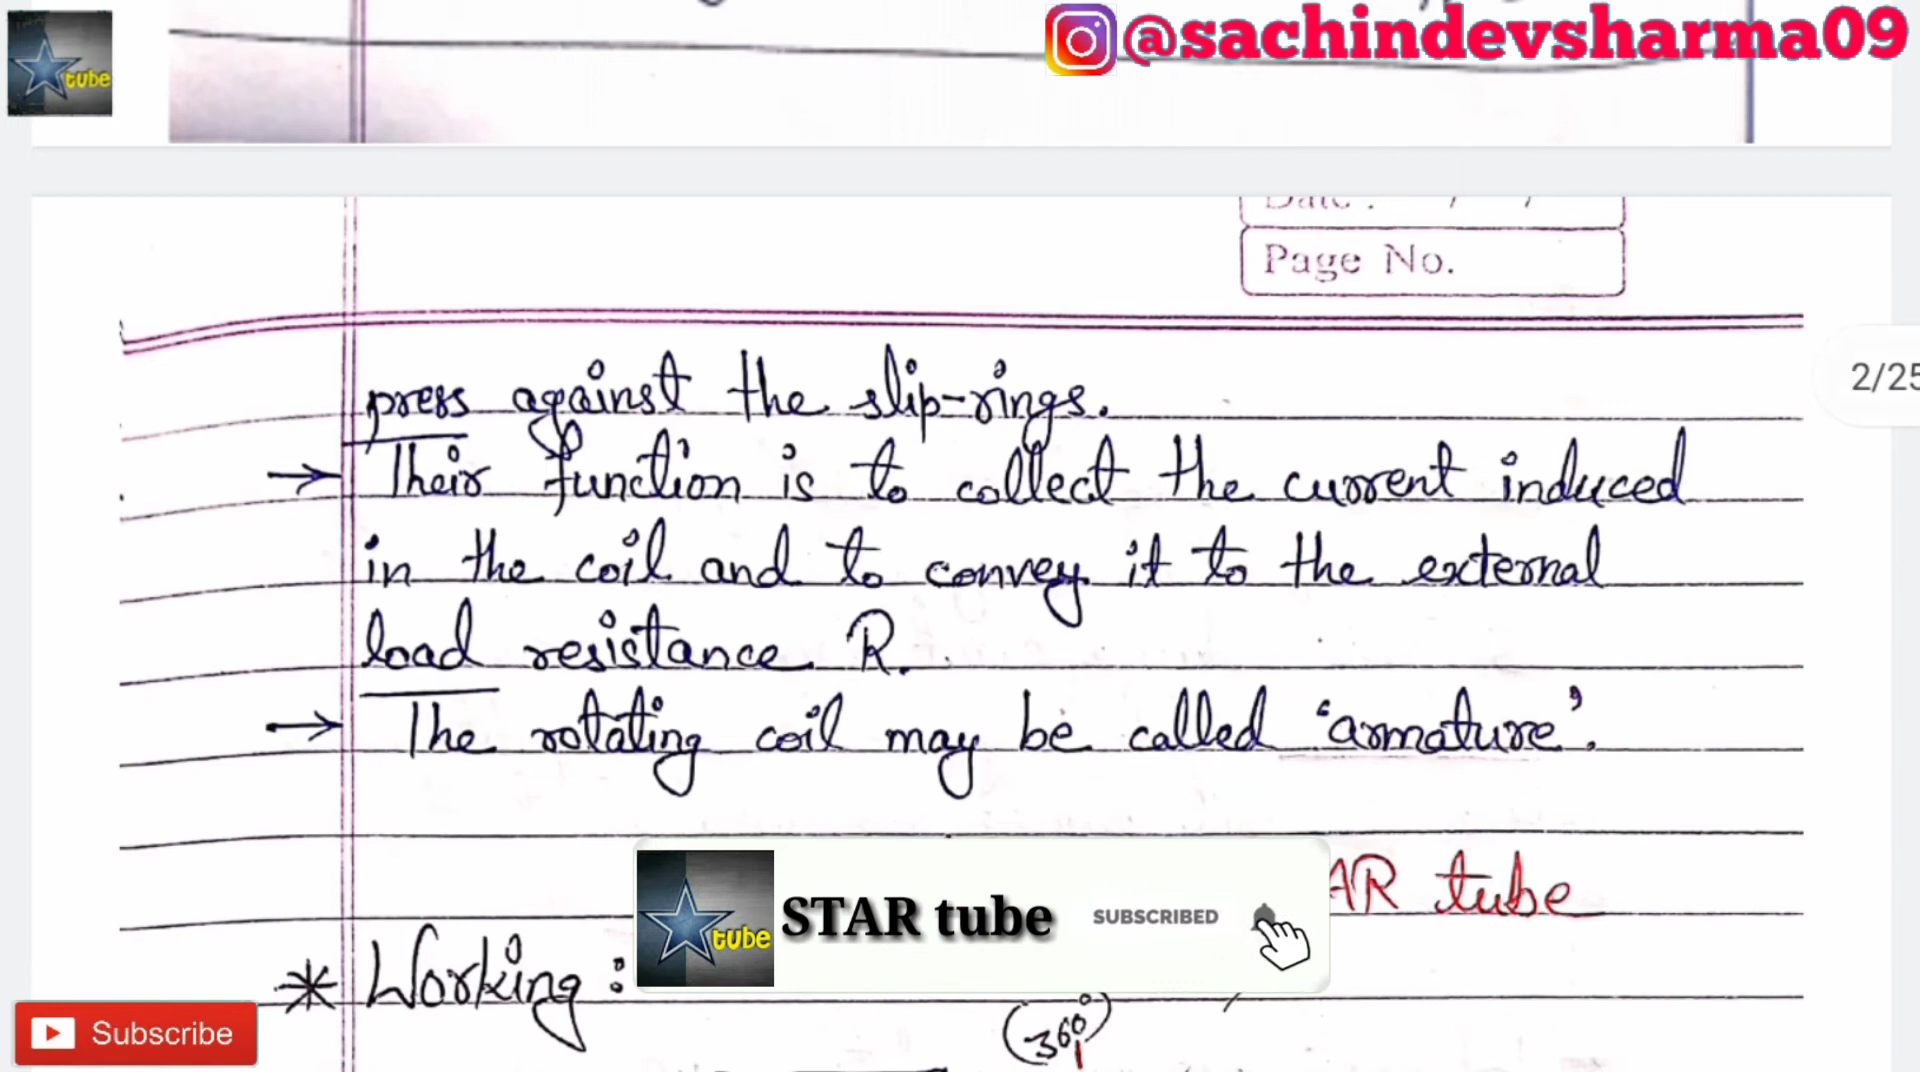 @sachindevsharma09
tube
Date : / /
Page No.
2/25
press against the slip-rings.
→ Their function is to collect the current induced
in the coil and to convey it to the external
load resistance R.
→ The rotating coil may be called 'armature'.
AR tube
tube STAR tube SUBSCRIBED
* Working :
(360°)
Subscribe